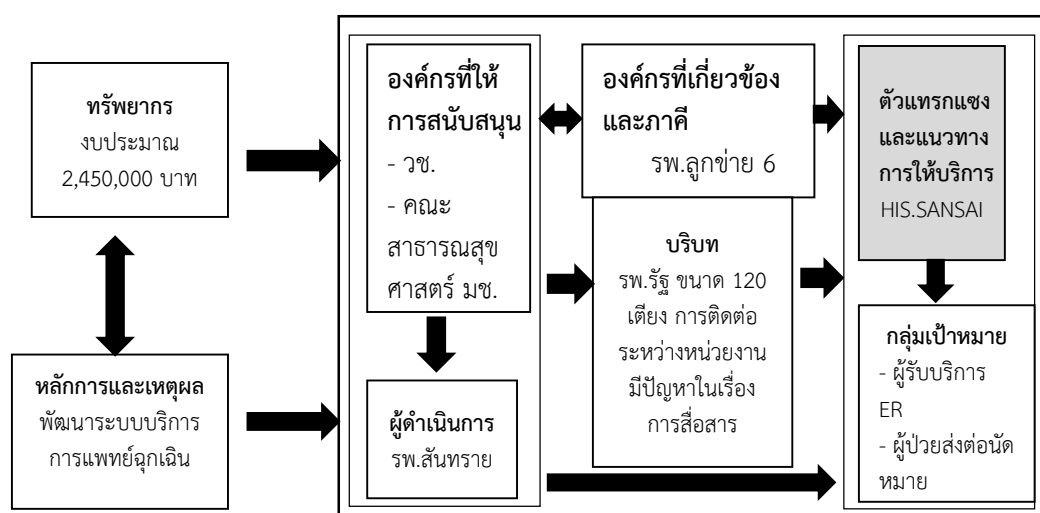 ทรัพยากร
งบประมาณ
2,450,000 บาท
หลักการและเหตุผล
พัฒนาระบบบริการ
การแพทย์ฉุกเฉิน
องค์กรที่ให้
การสนับสนุน
- วช.
- คณะ
สาธารณสุข
ศาสตร์ มช.
ผู้ดำเนินการ
รพ.สันทราย
องค์กรที่เกี่ยวข้อง
และภาคี
รพ.ลูกข่าย 6
บริบท
รพ.รัฐ ขนาด 120
เตียง การติดต่อ
ระหว่างหน่วยงาน
มีปัญหาในเรื่อง
การสื่อสาร
ตัวแทรกแซง
และแนวทาง
การให้บริการ
HIS.SANSAI
กลุ่มเป้าหมาย
- ผู้รับบริการ
ER
- ผู้ป่วยส่งต่อนัด
หมาย